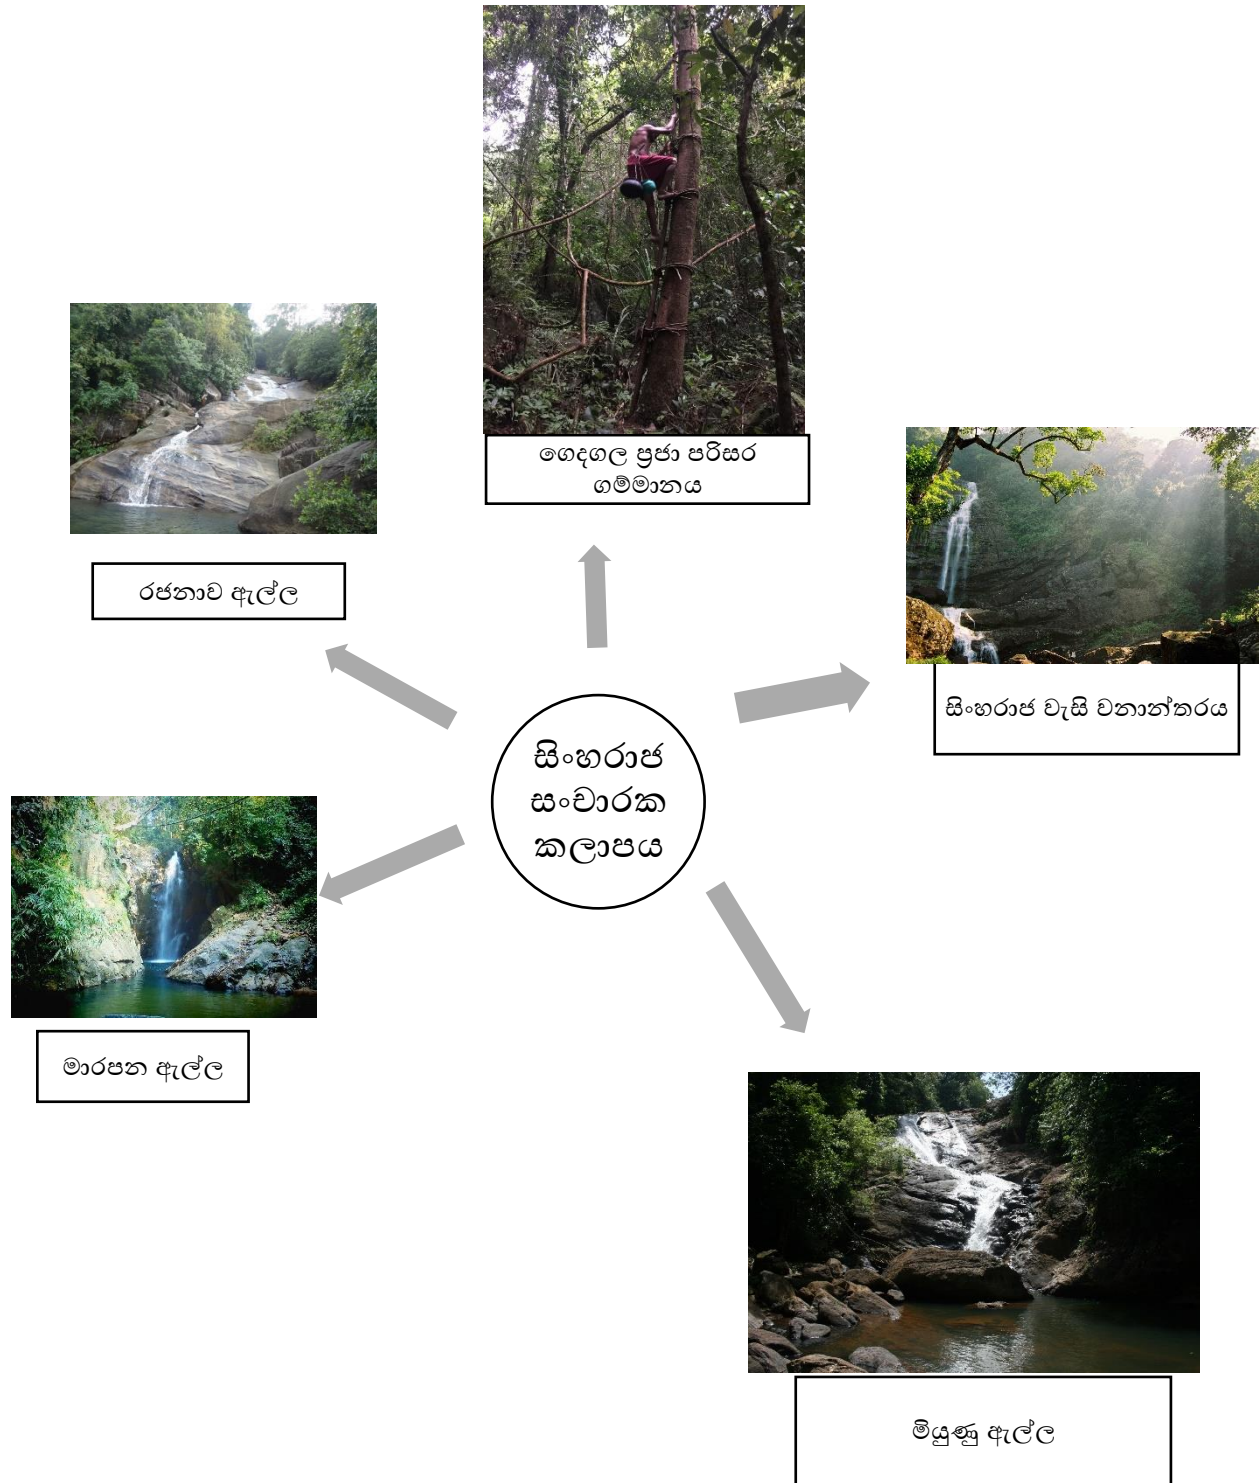 ගෙදගල ප්‍රජා පරිසර
ගම්මානය
රජනාව ඇල්ල
සිංහරාජ වැසි වනාන්තරය
සිංහරාජ
සංචාරක
කලාපය
මාරපන ඇල්ල
මියුණු ඇල්ල